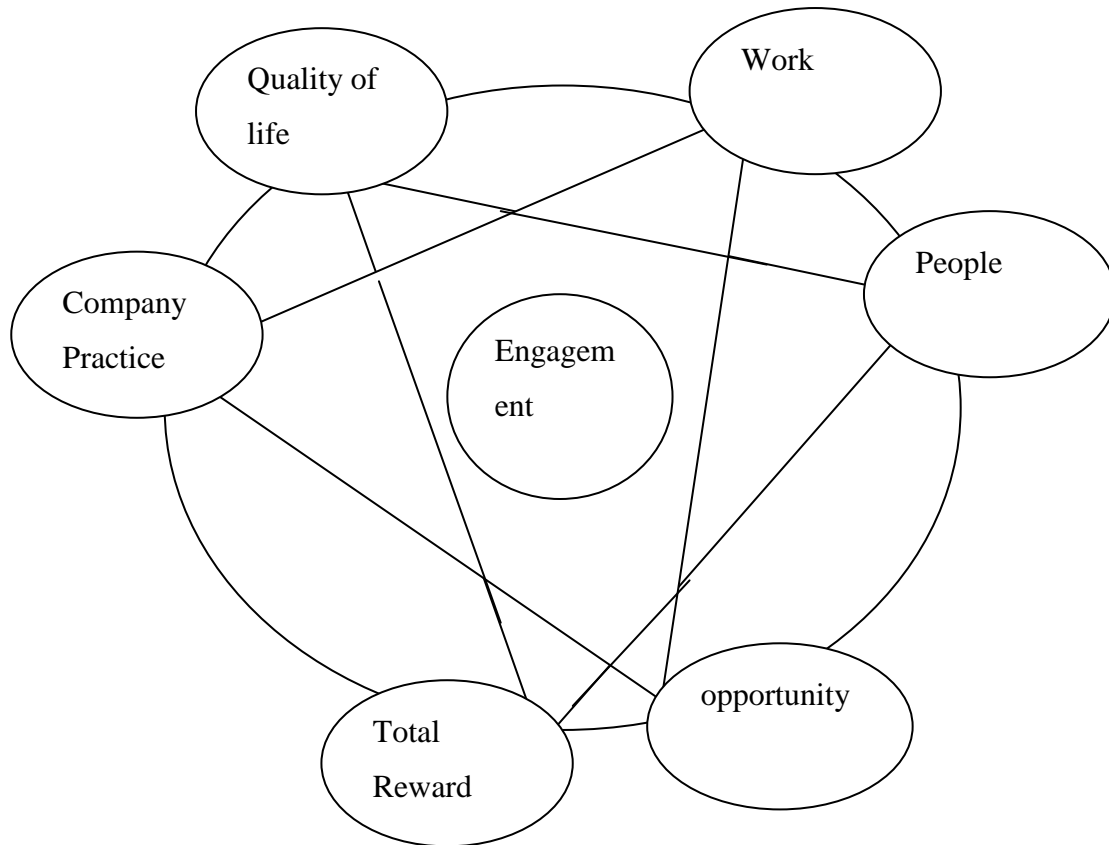 Quality of
life
Work
People
Company
Practice
Engagem
ent
opportunity
Total
Reward